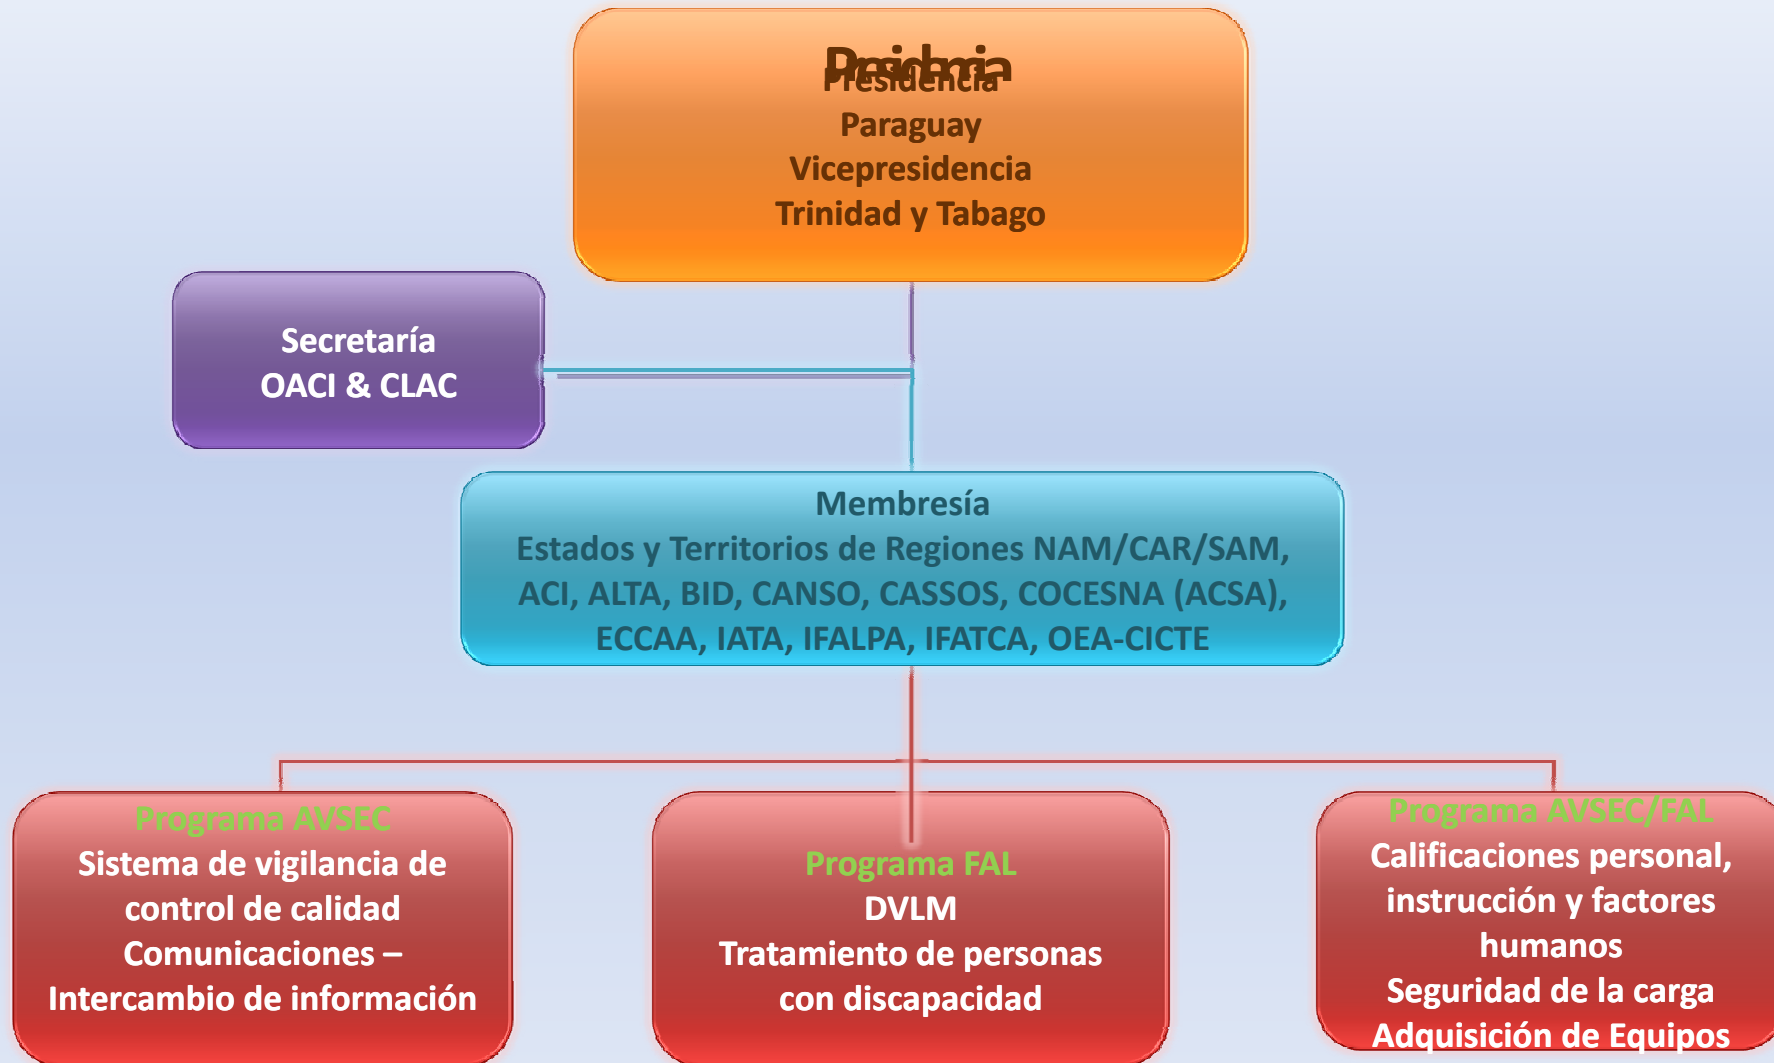 Presidencia
Paraguay
Vicepresidencia
Trinidad y Tabago
Secretaría
OACI & CLAC
Membresía
Estados y Territorios de Regiones NAM/CAR/SAM,
ACI, ALTA, BID, CANSO, CASSOS, COCESNA (ACSA),
ECCAA, IATA, IFALPA, IFATCA, OEA-CICTE
Programa AVSEC
Sistema de vigilancia de
control de calidad
Comunicaciones –
Intercambio de información
Programa FAL
DVLM
Tratamiento de personas
con discapacidad
Programa AVSEC/FAL
Calificaciones personal,
instrucción y factores
humanos
Seguridad de la carga
Adquisición de Equipos